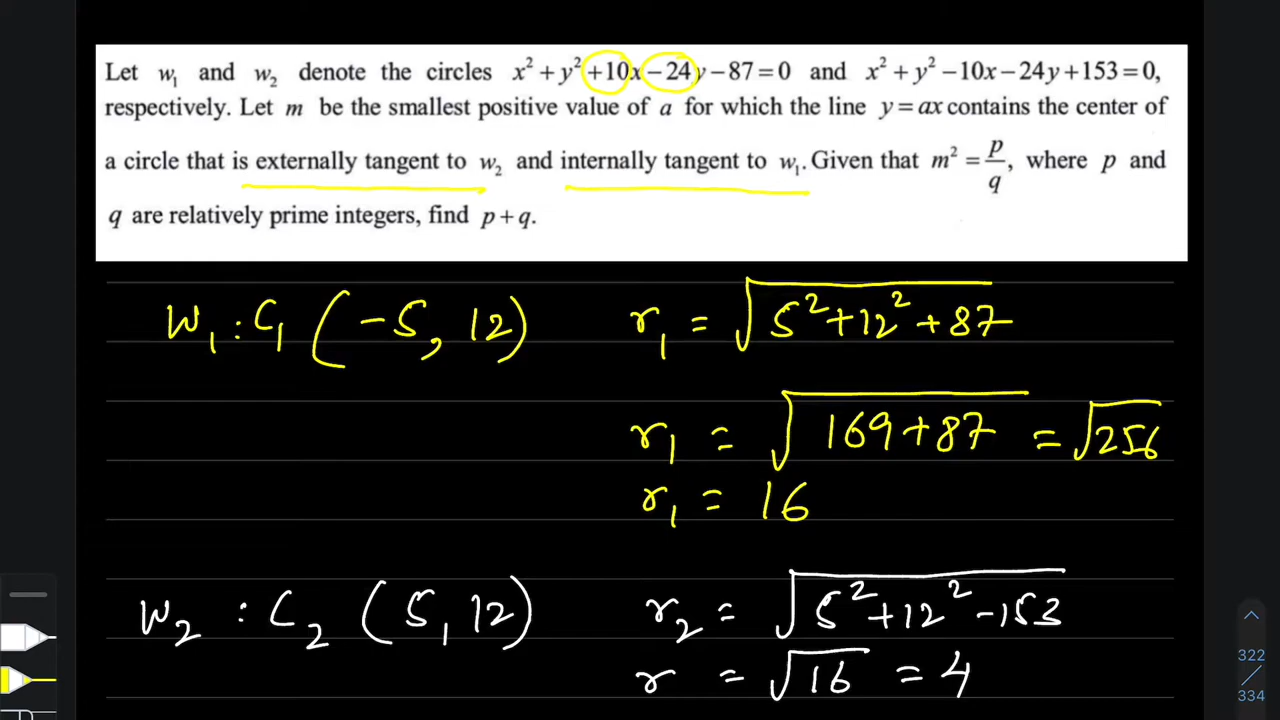 Let w₁ and w₂ denote the circles x² + y² +10x − 24y − 87 = 0 and x² + y² −10x − 24y + 153 = 0,
respectively. Let m be the smallest positive value of a for which the line y = ax contains the center of
a circle that is externally tangent to w₂ and internally tangent to w₁. Given that m² = p/q, where p and
q are relatively prime integers, find p + q.
W₁ : C₁ (−5, 12) r₁ = √(5² + 12² + 87)
r₁ = √(169 + 87) = √256
r₁ = 16
W₂ : C₂ (5, 12) r₂ = √(5² + 12² − 153)
r = √16 = 4
322
/
334